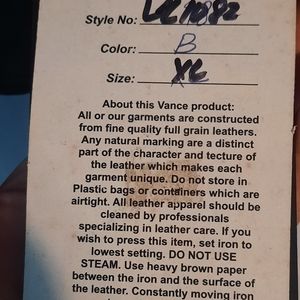 Style No:
Color: B
Size: XL
About this Vance product:
All or our garments are constructed
from fine quality full grain leathers.
Any natural marking are a distinct
part of the character and tecture of
the leather which makes each
garment unique. Do not store in
Plastic bags or containers which are
airtight. All leather apparel should be
cleaned by professionals
specializing in leather care. If you
wish to press this item, set iron to
lowest setting. DO NOT USE
STEAM. Use heavy brown paper
between the iron and the surface of
the leather. Constantly moving iron